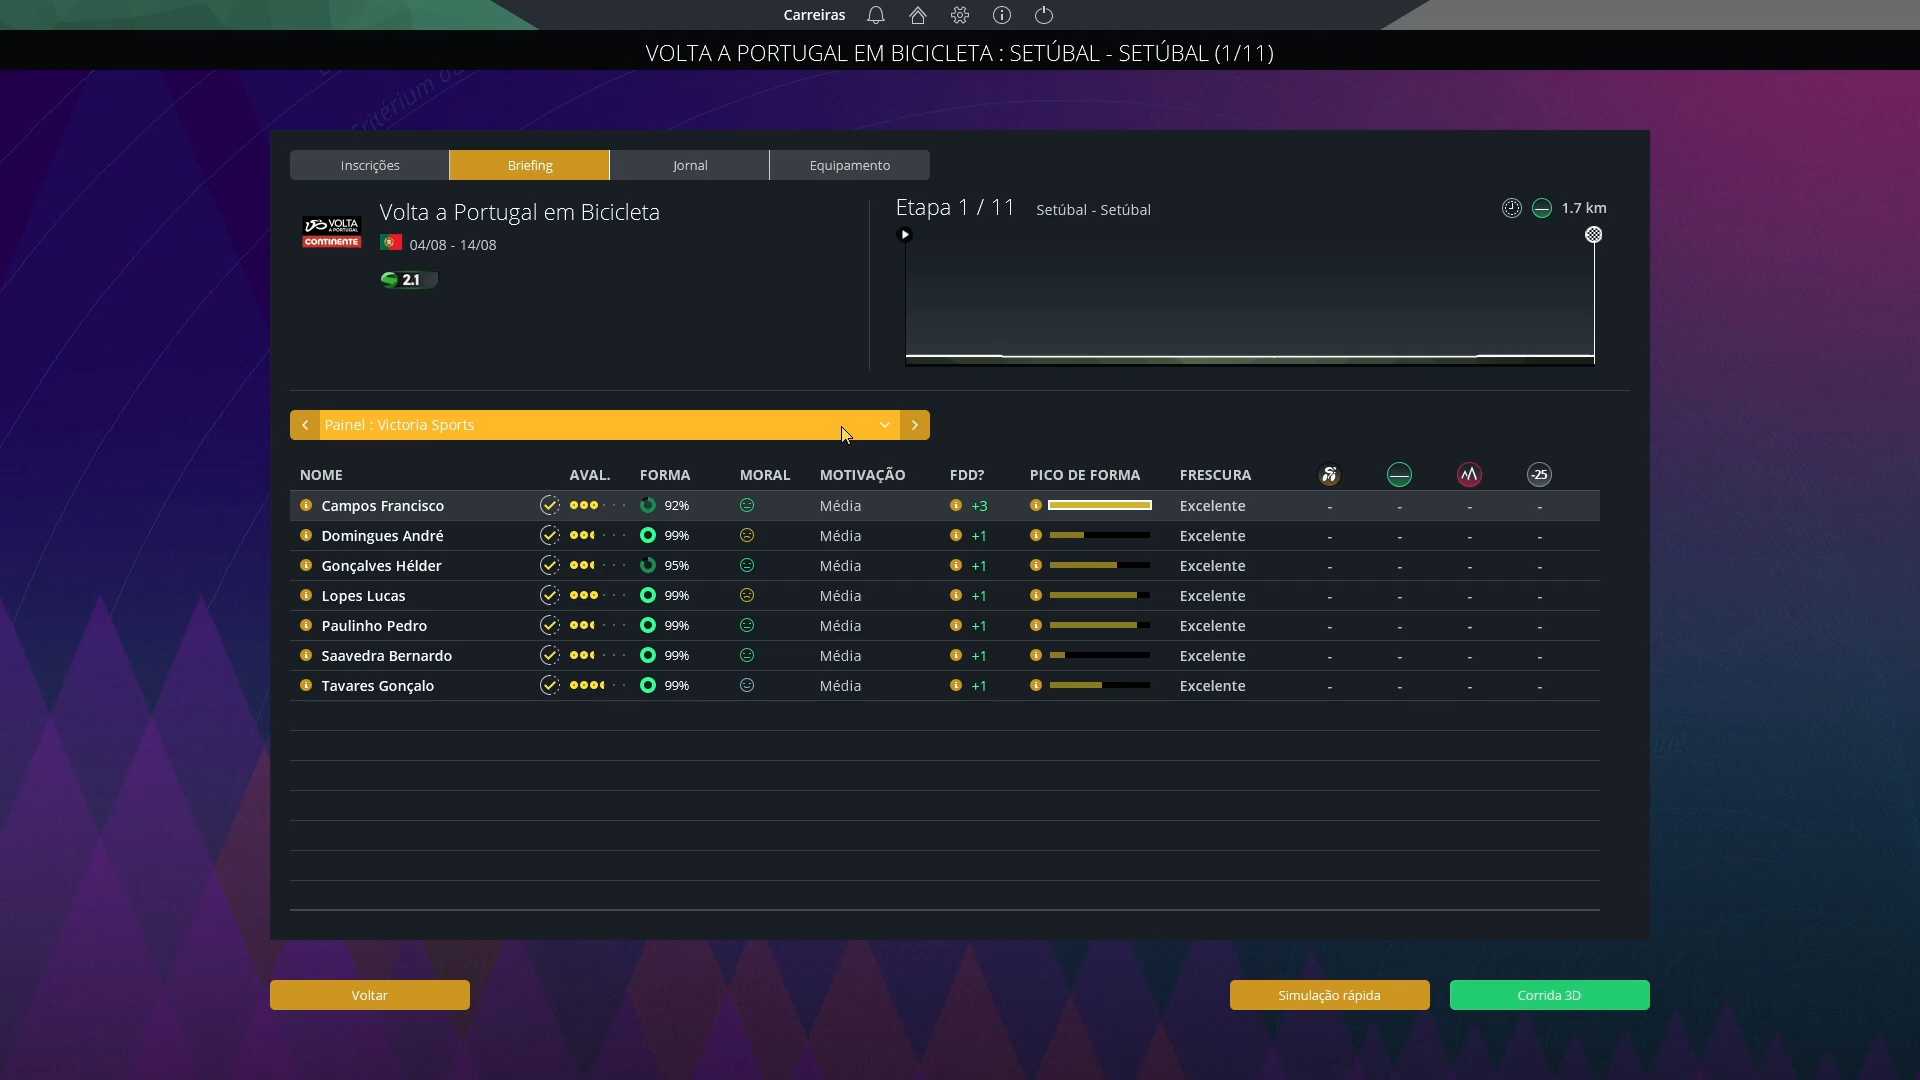 Carreiras
VOLTA A PORTUGAL EM BICICLETA : SETÚBAL - SETÚBAL (1/11)
Inscrições Briefing Jornal Equipamento
VOLTA
A PORTUGAL
CONTINENTE
Volta a Portugal em Bicicleta
04/08 - 14/08
2.1
Etapa 1 / 11 Setúbal - Setúbal 1.7 km
Painel : Victoria Sports
NOME AVAL. FORMA MORAL MOTIVAÇÃO FDD? PICO DE FORMA FRESCURA -25
Campos Francisco 92% Média +3 Excelente - - - -
Domingues André 99% Média +1 Excelente - - - -
Gonçalves Hélder 95% Média +1 Excelente - - - -
Lopes Lucas 99% Média +1 Excelente - - - -
Paulinho Pedro 99% Média +1 Excelente - - - -
Saavedra Bernardo 99% Média +1 Excelente - - - -
Tavares Gonçalo 99% Média +1 Excelente - - - -
Voltar Simulação rápida Corrida 3D